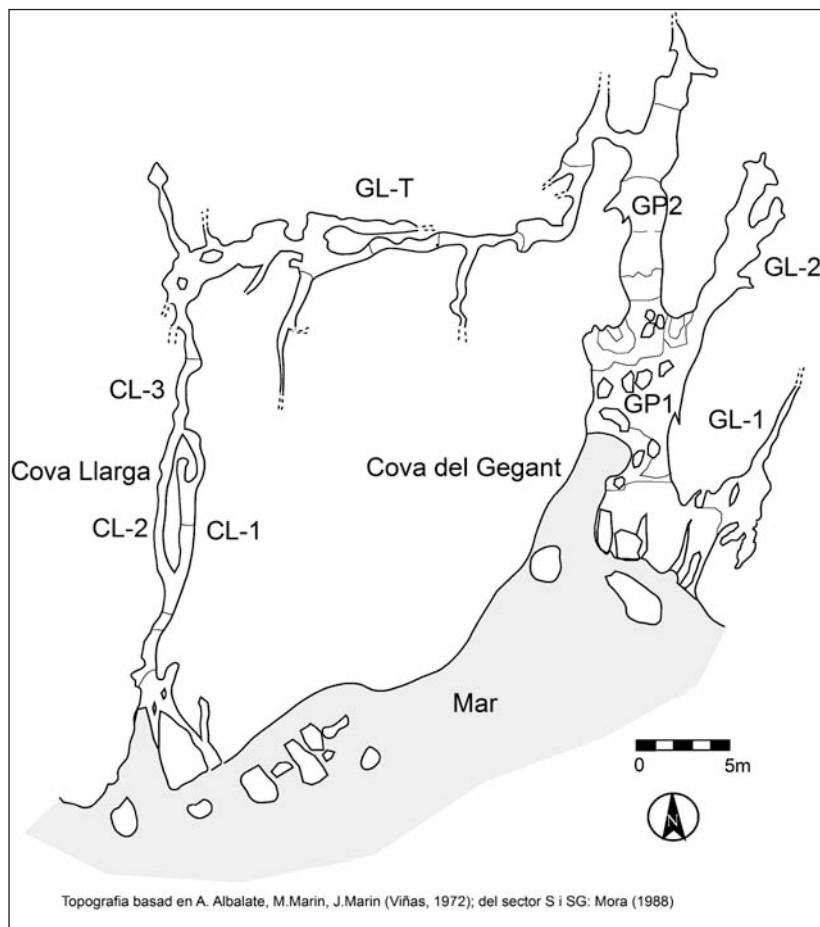 GL-T
GP2
GL-2
CL-3
GP1
GL-1
Cova Llarga
Cova del Gegant
CL-2
CL-1
Mar
0 5m
N
Topografia basad en A. Albalate, M.Marin, J.Marin (Viñas, 1972); del sector S i SG: Mora (1988)